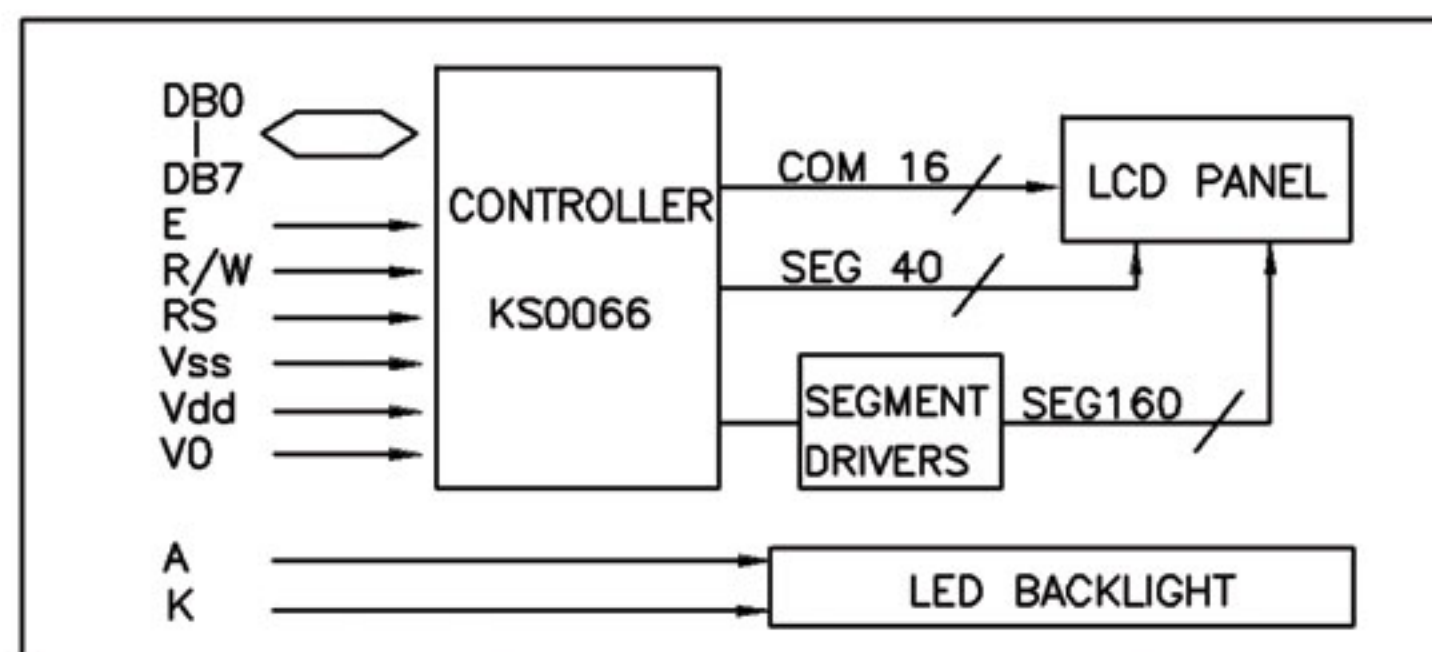 DB0
|
DB7
E
R/W
RS
Vss
Vdd
V0
A
K
CONTROLLER
KS0066
COM 16
SEG 40
SEGMENT
DRIVERS
SEG160
LCD PANEL
LED BACKLIGHT